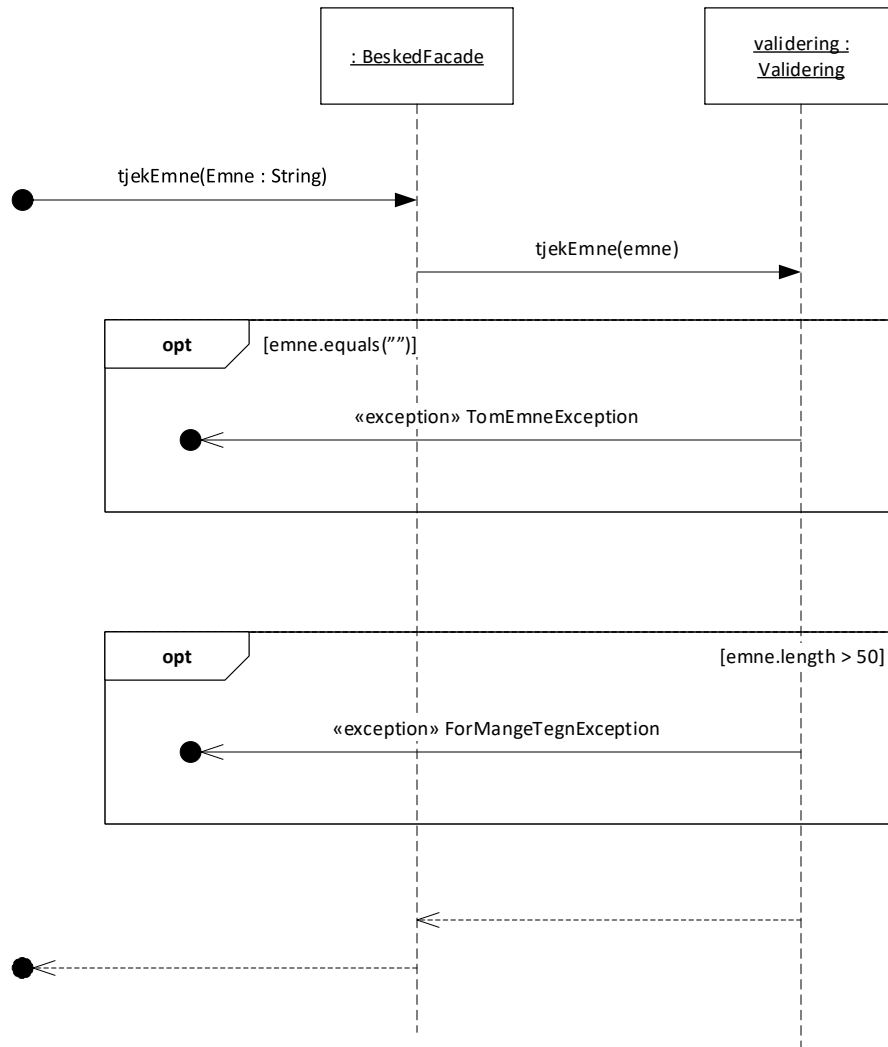 : BeskedFacade
validering :
Validering
tjekEmne(Emne : String)
tjekEmne(emne)
opt
[emne.equals(””)]
«exception» TomEmneException
opt
[emne.length > 50]
«exception» ForMangeTegnException